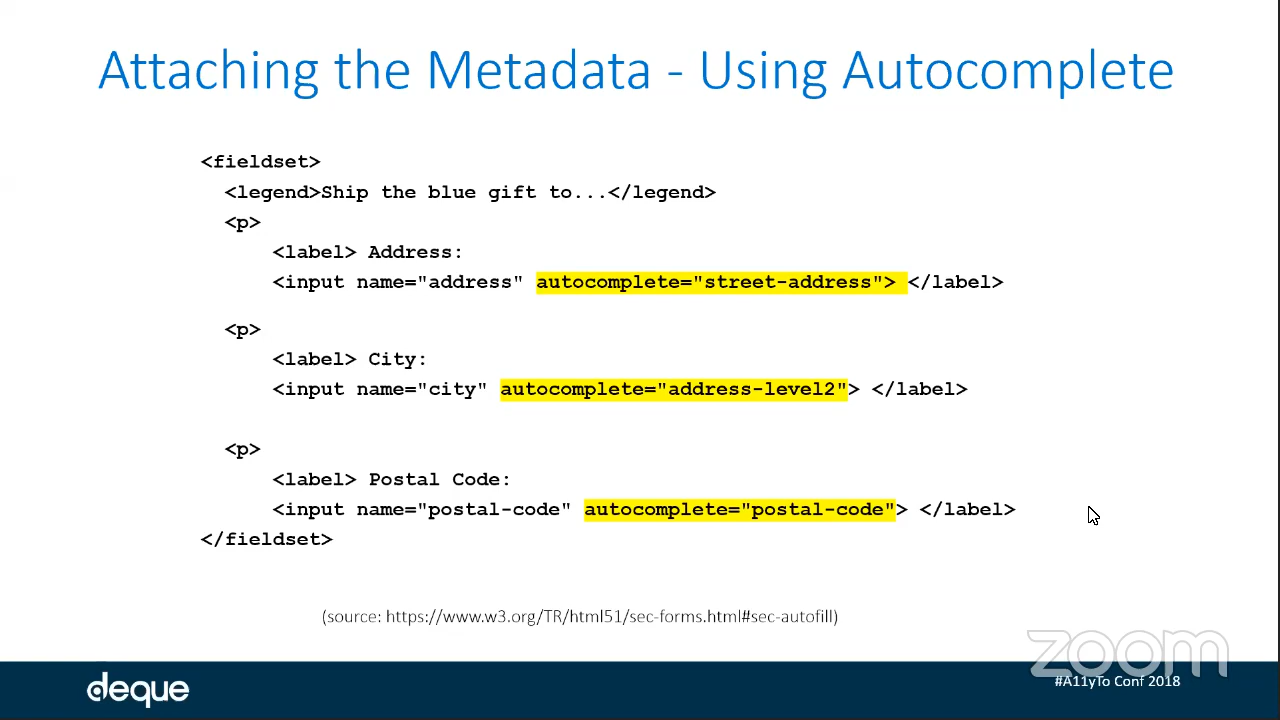 Attaching the Metadata - Using Autocomplete
<fieldset>
<legend>Ship the blue gift to...</legend>
<p>
<label> Address:
<input name="address" autocomplete="street-address"> </label>
<p>
<label> City:
<input name="city" autocomplete="address-level2"> </label>
<p>
<label> Postal Code:
<input name="postal-code" autocomplete="postal-code"> </label>
</fieldset>
(source: https://www.w3.org/TR/html51/sec-forms.html#sec-autofill)
zoom
deque
#A11yTo Conf 2018